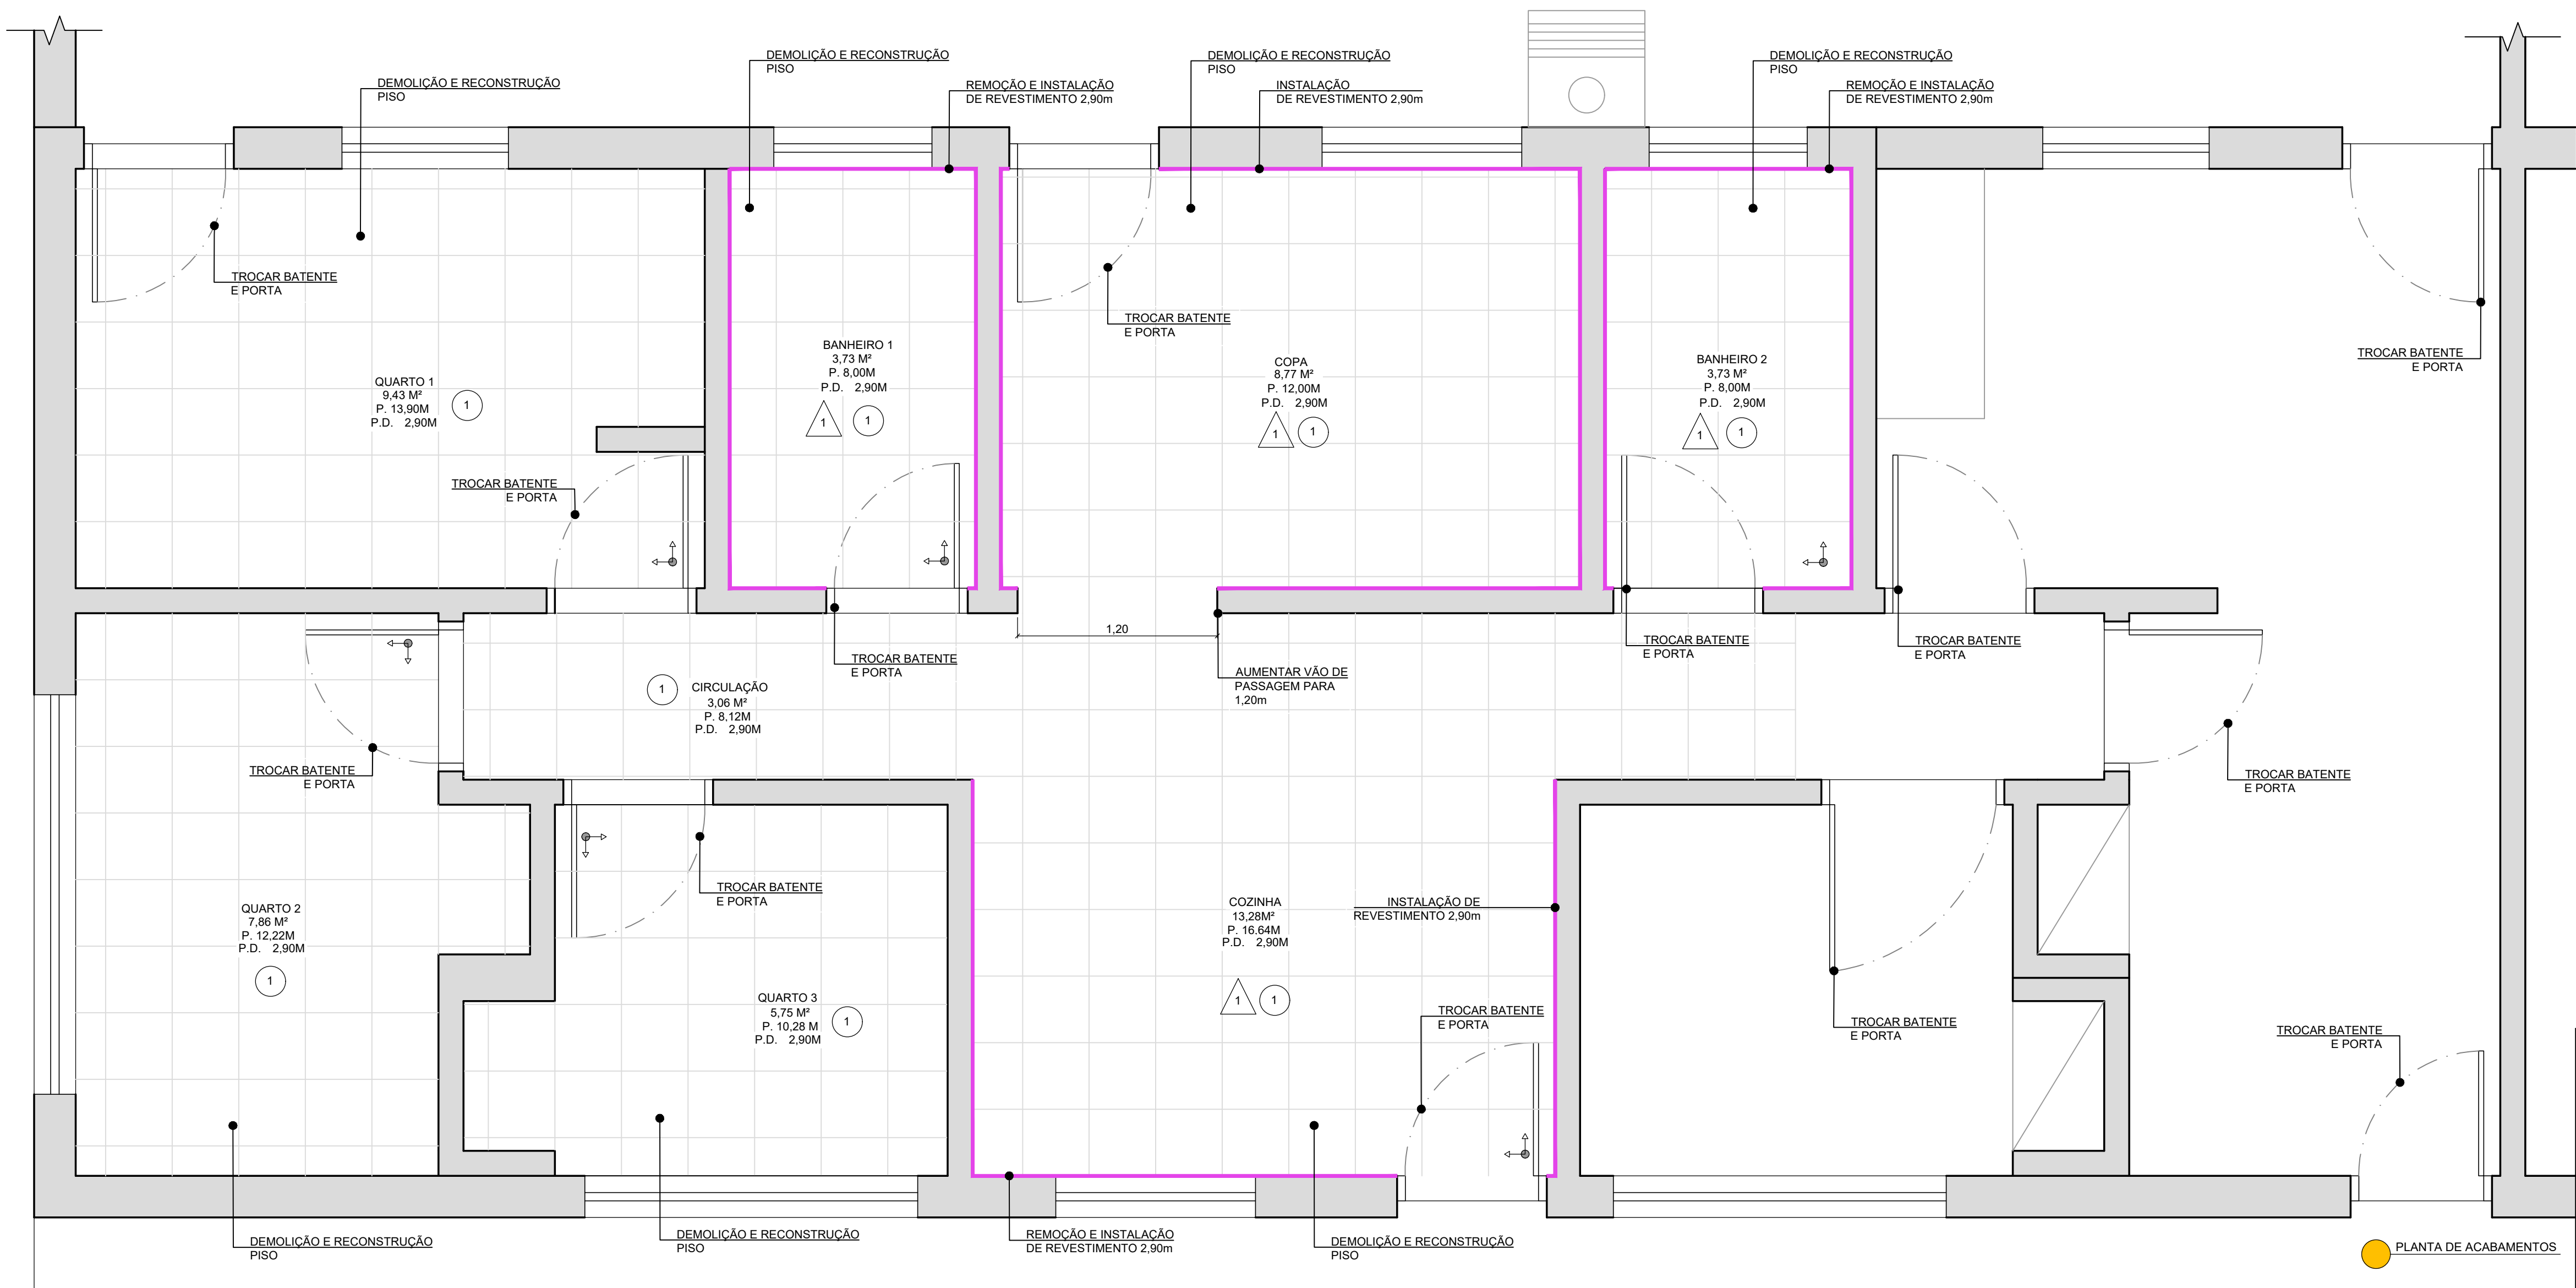 DEMOLIÇÃO E RECONSTRUÇÃO
PISO
DEMOLIÇÃO E RECONSTRUÇÃO
PISO
REMOÇÃO E INSTALAÇÃO
DE REVESTIMENTO 2,90m
DEMOLIÇÃO E RECONSTRUÇÃO
PISO
INSTALAÇÃO
DE REVESTIMENTO 2,90m
DEMOLIÇÃO E RECONSTRUÇÃO
PISO
REMOÇÃO E INSTALAÇÃO
DE REVESTIMENTO 2,90m
TROCAR BATENTE
E PORTA
TROCAR BATENTE
E PORTA
TROCAR BATENTE
E PORTA
QUARTO 1
9,43 M²
P. 13,90M
P.D. 2,90M
1
BANHEIRO 1
3,73 M²
P. 8,00M
P.D. 2,90M
1
1
COPA
8,77 M²
P. 12,00M
P.D. 2,90M
1
1
BANHEIRO 2
3,73 M²
P. 8,00M
P.D. 2,90M
1
1
TROCAR BATENTE
E PORTA
1,20
TROCAR BATENTE
E PORTA
AUMENTAR VÃO DE
PASSAGEM PARA
1,20m
TROCAR BATENTE
E PORTA
TROCAR BATENTE
E PORTA
1
CIRCULAÇÃO
3,06 M²
P. 8,12M
P.D. 2,90M
TROCAR BATENTE
E PORTA
TROCAR BATENTE
E PORTA
TROCAR BATENTE
E PORTA
QUARTO 2
7,86 M²
P. 12,22M
P.D. 2,90M
1
COZINHA
13,28M²
P. 16.64M
P.D. 2,90M
1
1
INSTALAÇÃO DE
REVESTIMENTO 2,90m
QUARTO 3
5,75 M²
P. 10,28 M
P.D. 2,90M
1
TROCAR BATENTE
E PORTA
TROCAR BATENTE
E PORTA
TROCAR BATENTE
E PORTA
DEMOLIÇÃO E RECONSTRUÇÃO
PISO
DEMOLIÇÃO E RECONSTRUÇÃO
PISO
REMOÇÃO E INSTALAÇÃO
DE REVESTIMENTO 2,90m
DEMOLIÇÃO E RECONSTRUÇÃO
PISO
PLANTA DE ACABAMENTOS